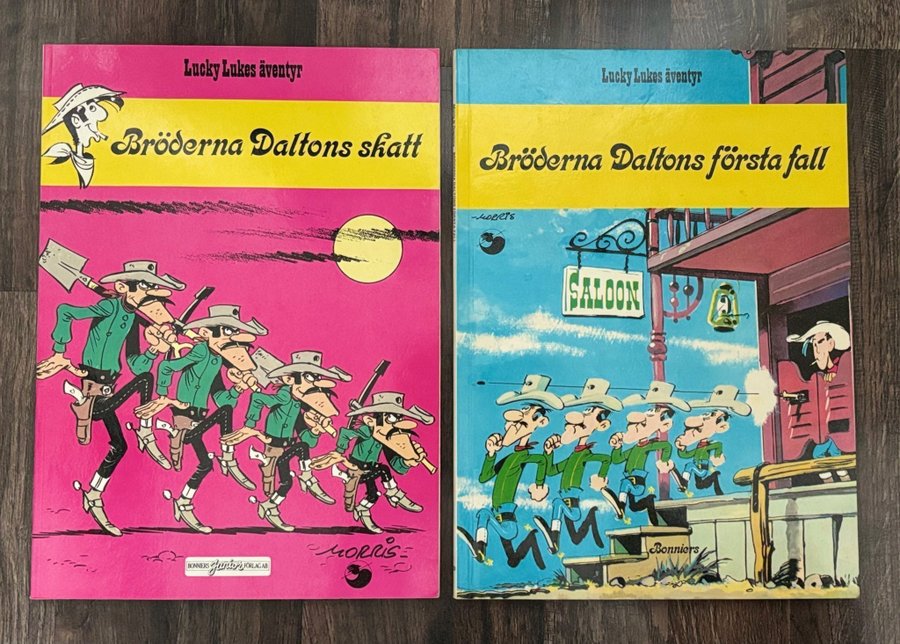 Lucky Lukes äventyr
Bröderna Daltons skatt
MORRIS
BONNIERS Junior FÖRLAG AB
Lucky Lukes äventyr
Bröderna Daltons första fall
MORRIS
SALOON
Bonniers